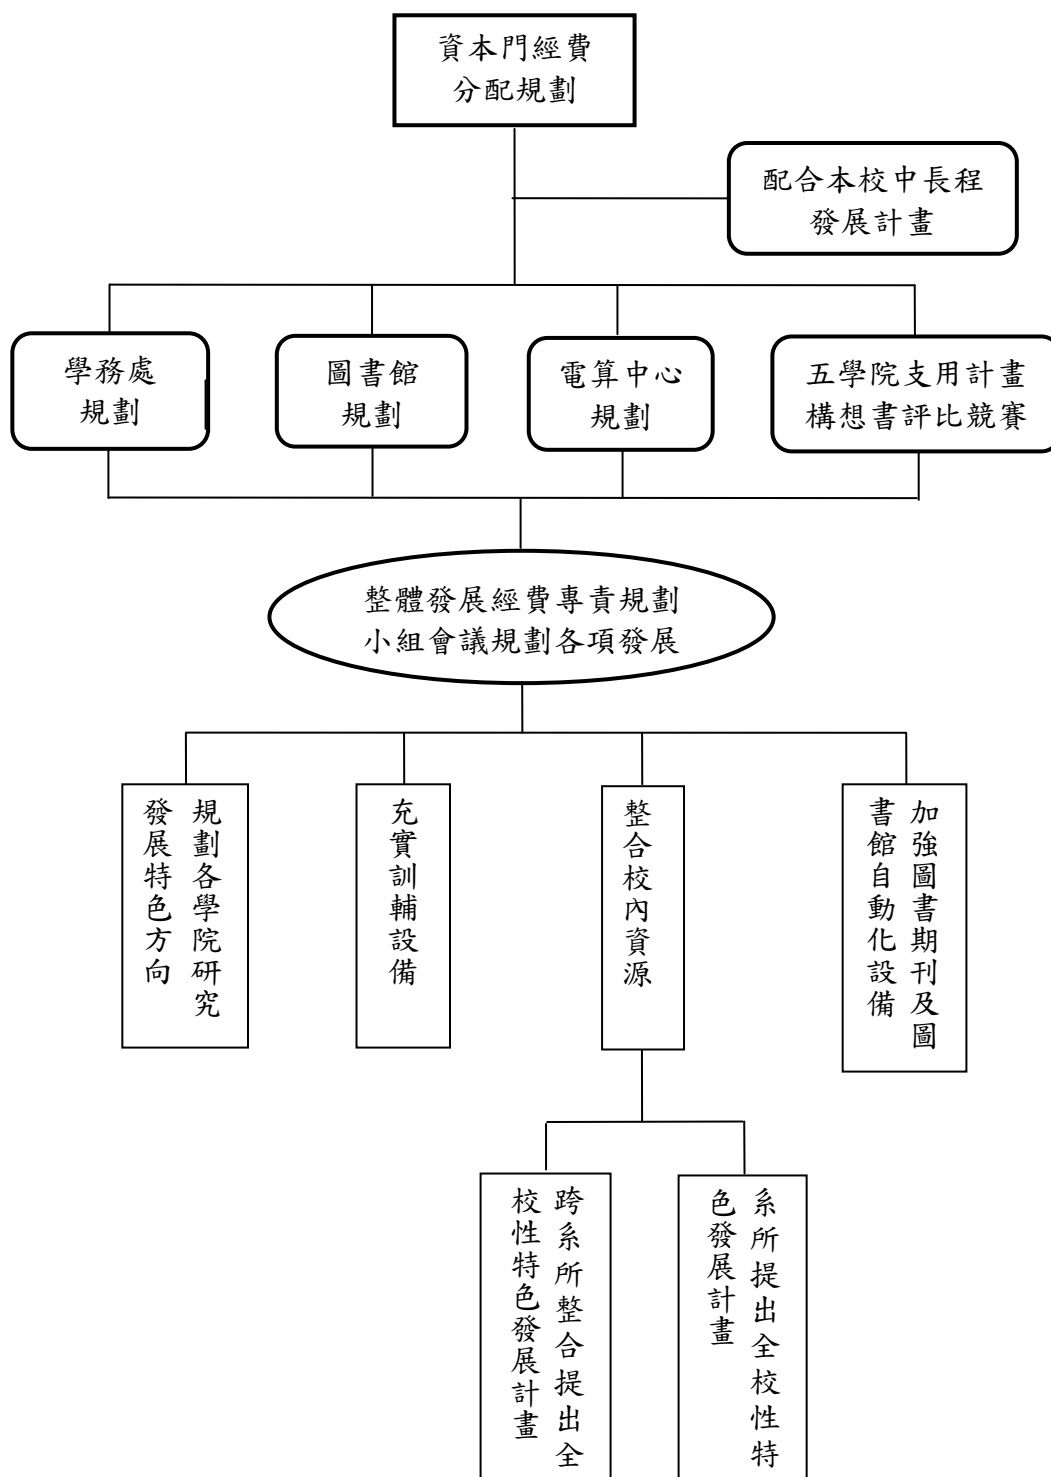 資本門經費
分配規劃
配合本校中長程
發展計畫
學務處
規劃
圖書館
規劃
電算中心
規劃
五學院支用計畫
構想書評比競賽
整體發展經費專責規劃
小組會議規劃各項發展
規劃各學院研究
發展特色方向
充實訓輔設備
整合校內資源
加強圖書期刊及圖
書館自動化設備
跨系所整合提出全
校性特色發展計畫
系所提出全校性特
色發展計畫